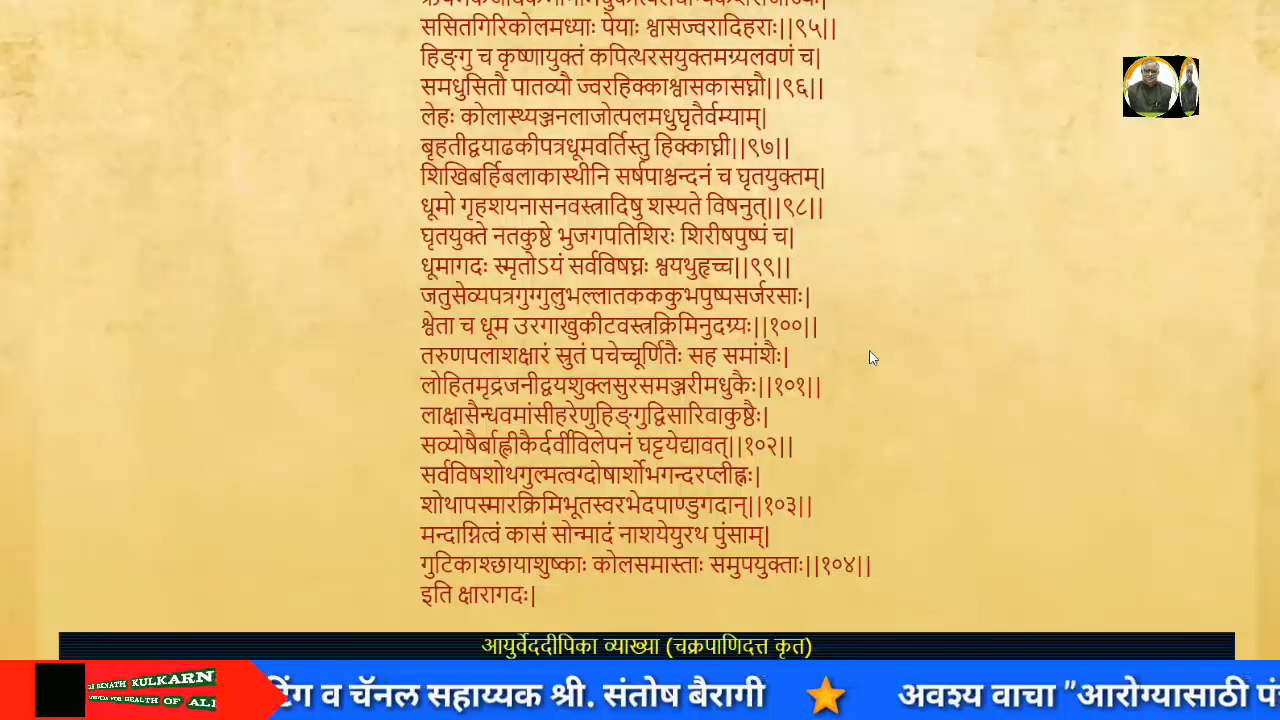 ससितगिरिकोलमध्याः पेयाः श्वासज्वरादिहराः||९५||
हिङ्गु च कृष्णायुक्तं कपित्थरसयुक्तमग्र्यलवणं च|
समधुसितौ पातव्यौ ज्वरहिक्काश्वासकासघ्नौ||९६||
लेहः कोलास्थ्यञ्जनलाजोत्पलमधुघृतैर्वम्याम्|
बृहतीद्वयाढकीपत्रधूमवर्तिस्तु हिक्काघ्नी||९७||
शिखिबर्हिबलाकास्थीनि सर्षपाश्चन्दनं च घृतयुक्तम्|
धूमो गृहशयनासनवस्त्रादिषु शस्यते विषनुत्||९८||
घृतयुक्ते नतकुष्ठे भुजगपतिशिरः शिरीषपुष्पं च|
धूमागदः स्मृतोऽयं सर्वविषघ्नः श्वयथुहृच्च||९९||
जतुसेव्यपत्रगुग्गुलुभल्लातकककुभपुष्पसर्जरसाः|
श्वेता च धूम उरगाखुकीटवस्त्रक्रिमिनुदग्र्यः||१००||
तरुणपलाशक्षारं स्रुतं पचेच्चूर्णितैः सह समांशैः|
लोहितमृद्रजनीद्वयशुक्लसुरसमञ्जरीमधुकैः||१०१||
लाक्षासैन्धवमांसीहरेणुहिङ्गुद्विसारिवाकुष्ठैः|
सव्योषैर्बाह्लीकैर्दर्वीविलेपनं घट्टयेद्यावत्||१०२||
सर्वविषशोथगुल्मत्वग्दोषार्शोभगन्दरप्लीह्नः|
शोथापस्मारक्रिमिभूतस्वरभेदपाण्डुगदान्||१०३||
मन्दाग्नित्वं कासं सोन्मादं नाशयेयुरथ पुंसाम्|
गुटिकाश्छायाशुष्काः कोलसमास्ताः समुपयुक्ताः||१०४||
इति क्षारागदः|
आयुर्वेददीपिका व्याख्या (चक्रपाणिदत्त कृत)
KULKARN
HEALTH OF ALL
टिंग व चॅनल सहाय्यक श्री. संतोष बैरागी ⭐ अवश्य वाचा "आरोग्यासाठी पं